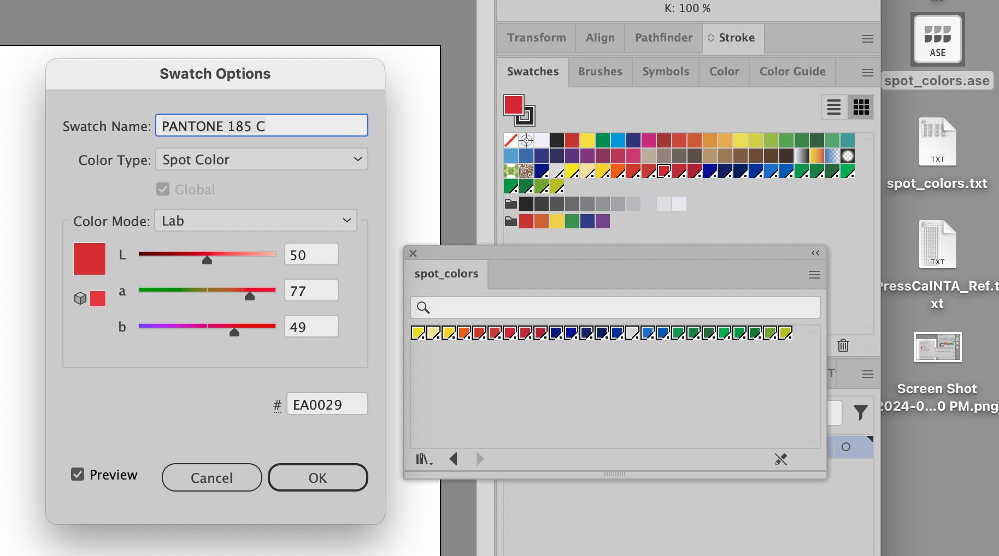 K: 100 %
Transform
Align
Pathfinder
Stroke
Swatches
Brushes
Symbols
Color
Color Guide
ASE
spot_colors.ase
TXT
spot_colors.txt
TXT
PressCalNTA_Ref.t
xt
Screen Shot
2024-0...0 PM.png
Swatch Options
Swatch Name: PANTONE 185 C
Color Type: Spot Color
Global
Color Mode: Lab
L 50
a 77
b 49
# EA0029
Preview
Cancel
OK
spot_colors